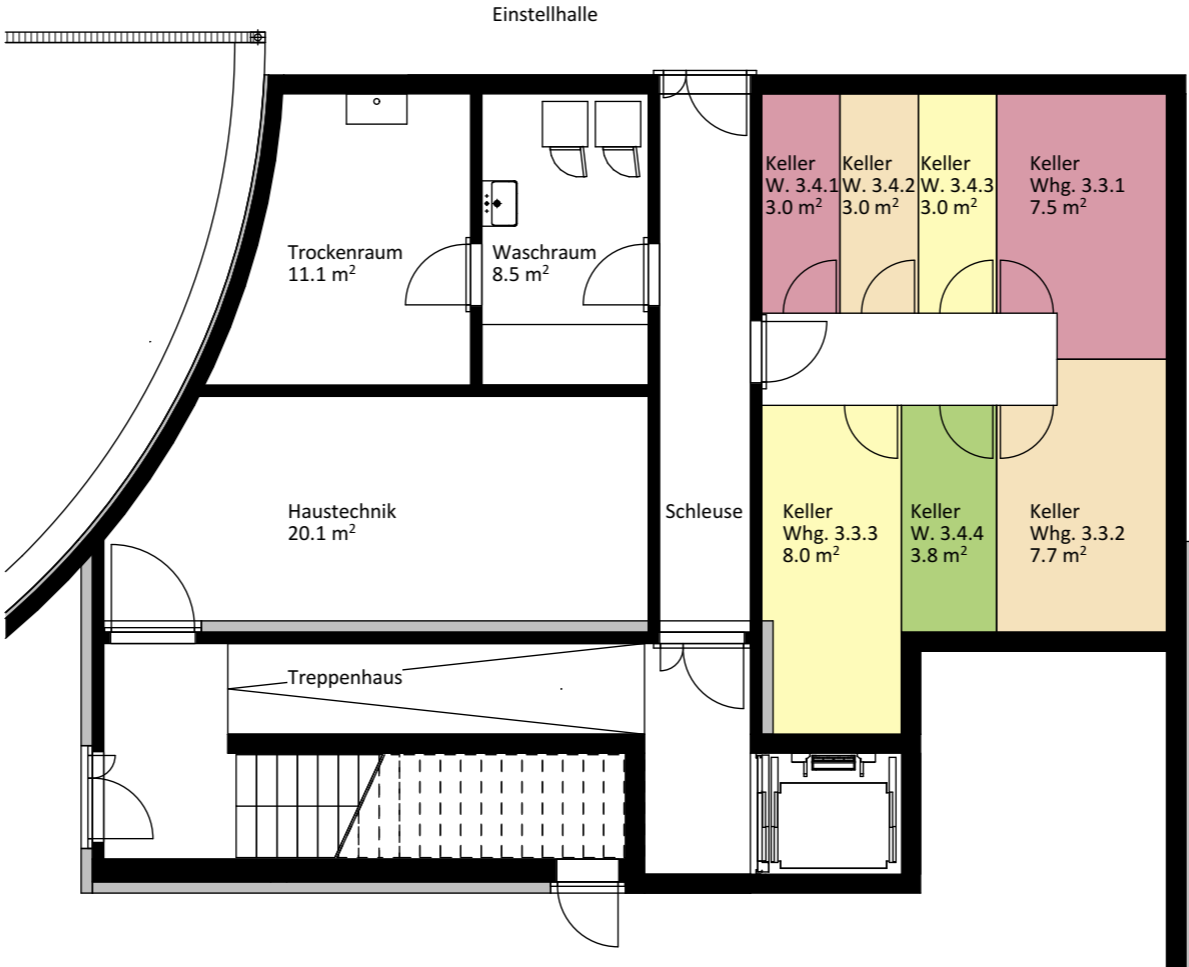 Einstellhalle
Keller
W. 3.4.1
3.0 m²
Keller
W. 3.4.2
3.0 m²
Keller
W. 3.4.3
3.0 m²
Keller
Whg. 3.3.1
7.5 m²
Trockenraum
11.1 m²
Waschraum
8.5 m²
Haustechnik
20.1 m²
Schleuse
Keller
Whg. 3.3.3
8.0 m²
Keller
W. 3.4.4
3.8 m²
Keller
Whg. 3.3.2
7.7 m²
Treppenhaus